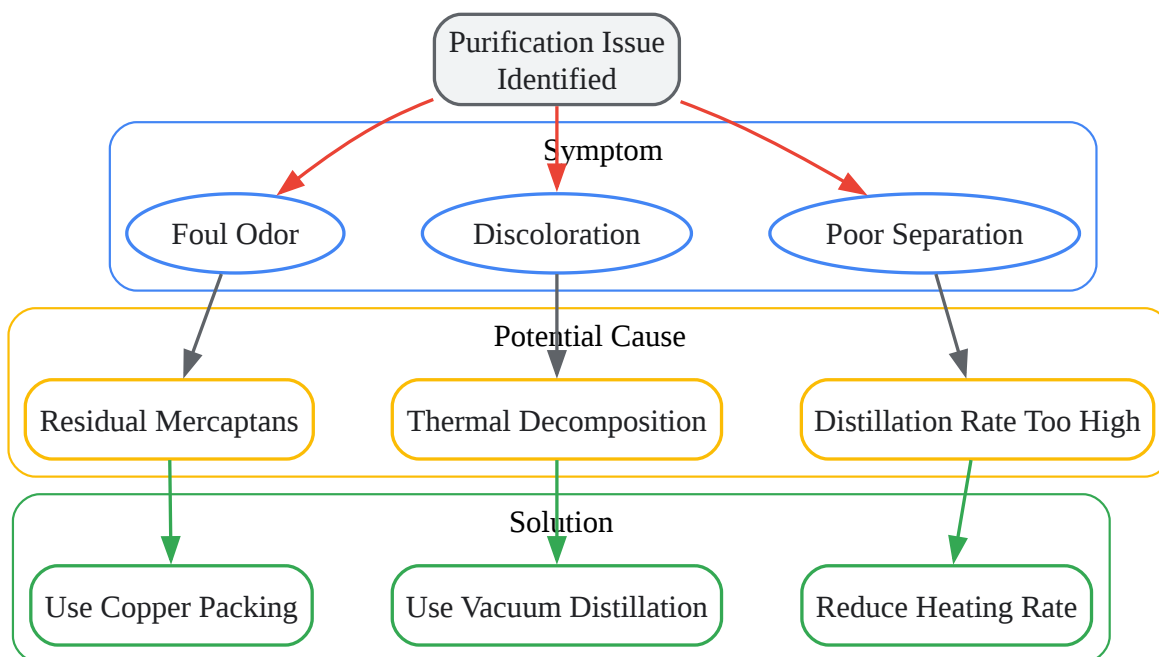 Purification Issue
Identified
Symptom
Foul Odor
Discoloration
Poor Separation
Potential Cause
Residual Mercaptans
Thermal Decomposition
Distillation Rate Too High
Solution
Use Copper Packing
Use Vacuum Distillation
Reduce Heating Rate